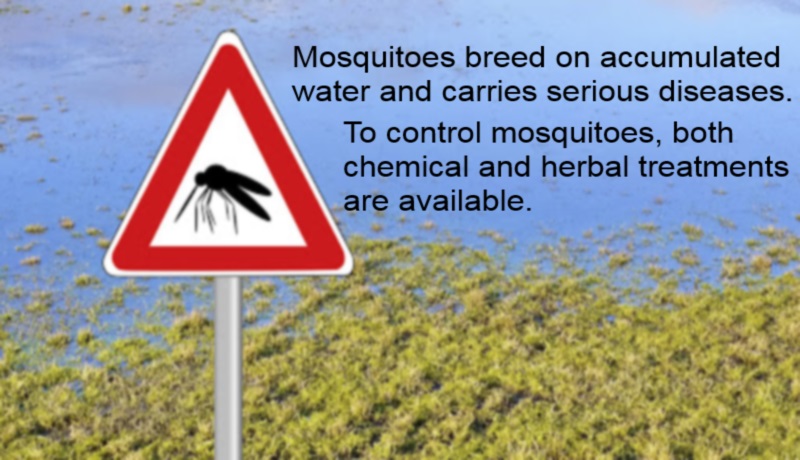 Mosquitoes breed on accumulated
water and carries serious diseases.
To control mosquitoes, both
chemical and herbal treatments
are available.